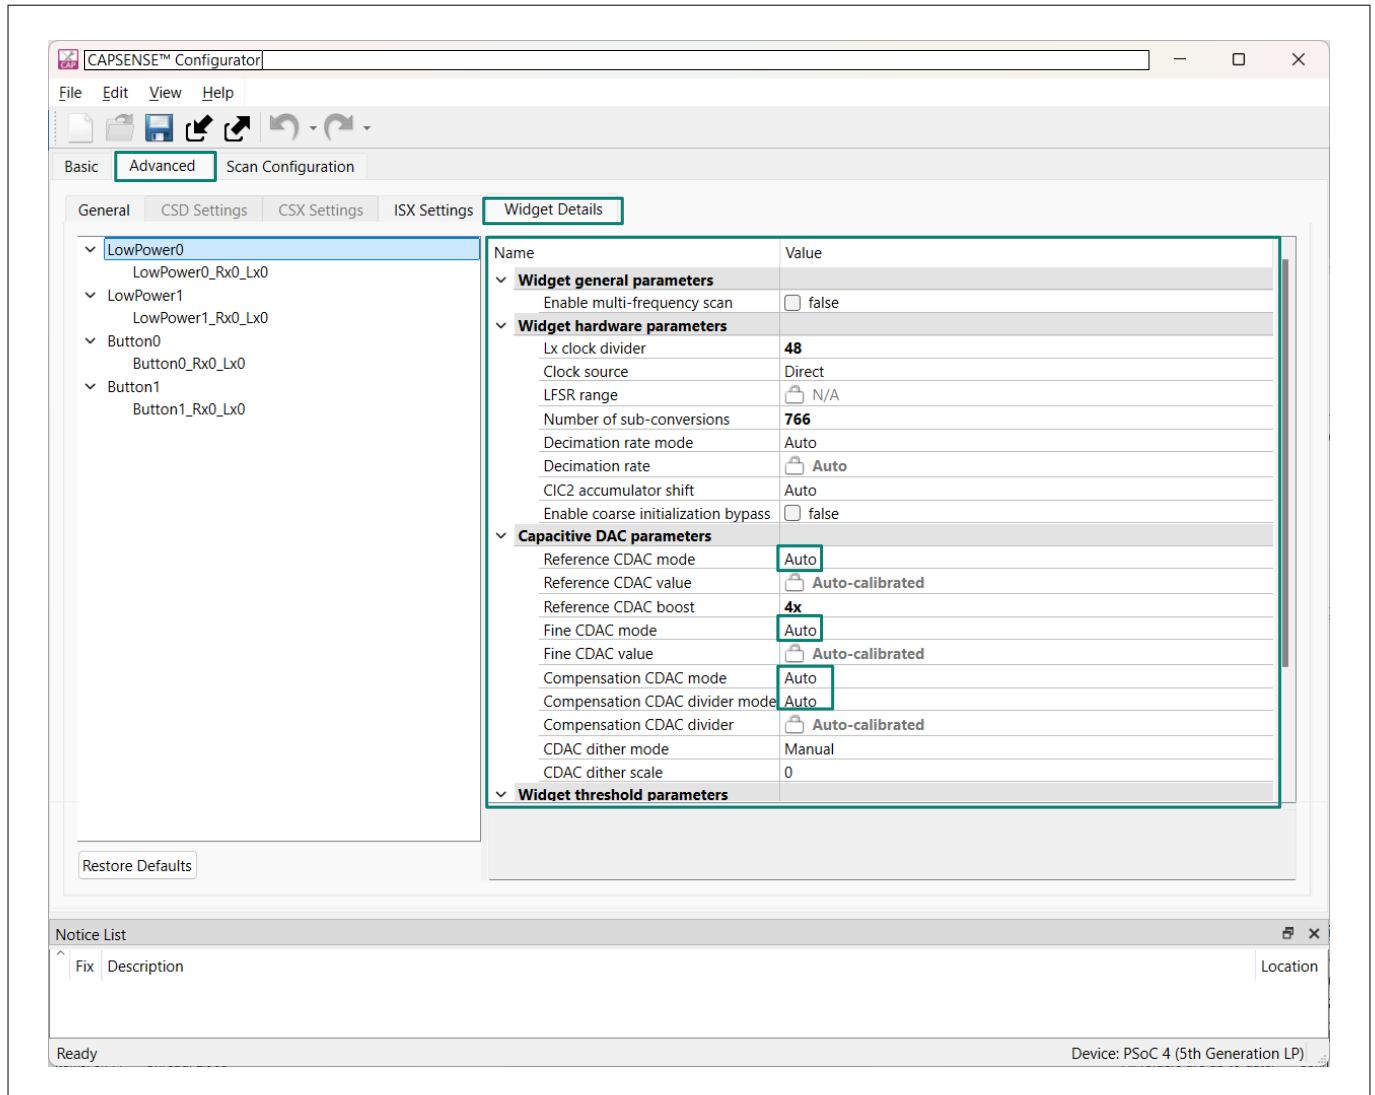 CAPSENSE™ Configurator
File Edit View Help
Basic Advanced Scan Configuration
General CSD Settings CSX Settings ISX Settings Widget Details
LowPower0
LowPower0_Rx0_Lx0
LowPower1
LowPower1_Rx0_Lx0
Button0
Button0_Rx0_Lx0
Button1
Button1_Rx0_Lx0
Restore Defaults
Name Value
Widget general parameters
Enable multi-frequency scan false
Widget hardware parameters
Lx clock divider 48
Clock source Direct
LFSR range N/A
Number of sub-conversions 766
Decimation rate mode Auto
Decimation rate Auto
CIC2 accumulator shift Auto
Enable coarse initialization bypass false
Capacitive DAC parameters
Reference CDAC mode Auto
Reference CDAC value Auto-calibrated
Reference CDAC boost 4x
Fine CDAC mode Auto
Fine CDAC value Auto-calibrated
Compensation CDAC mode Auto
Compensation CDAC divider mode Auto
Compensation CDAC divider Auto-calibrated
CDAC dither mode Manual
CDAC dither scale 0
Widget threshold parameters
Notice List
Fix Description Location
Ready Device: PSoC 4 (5th Generation LP)